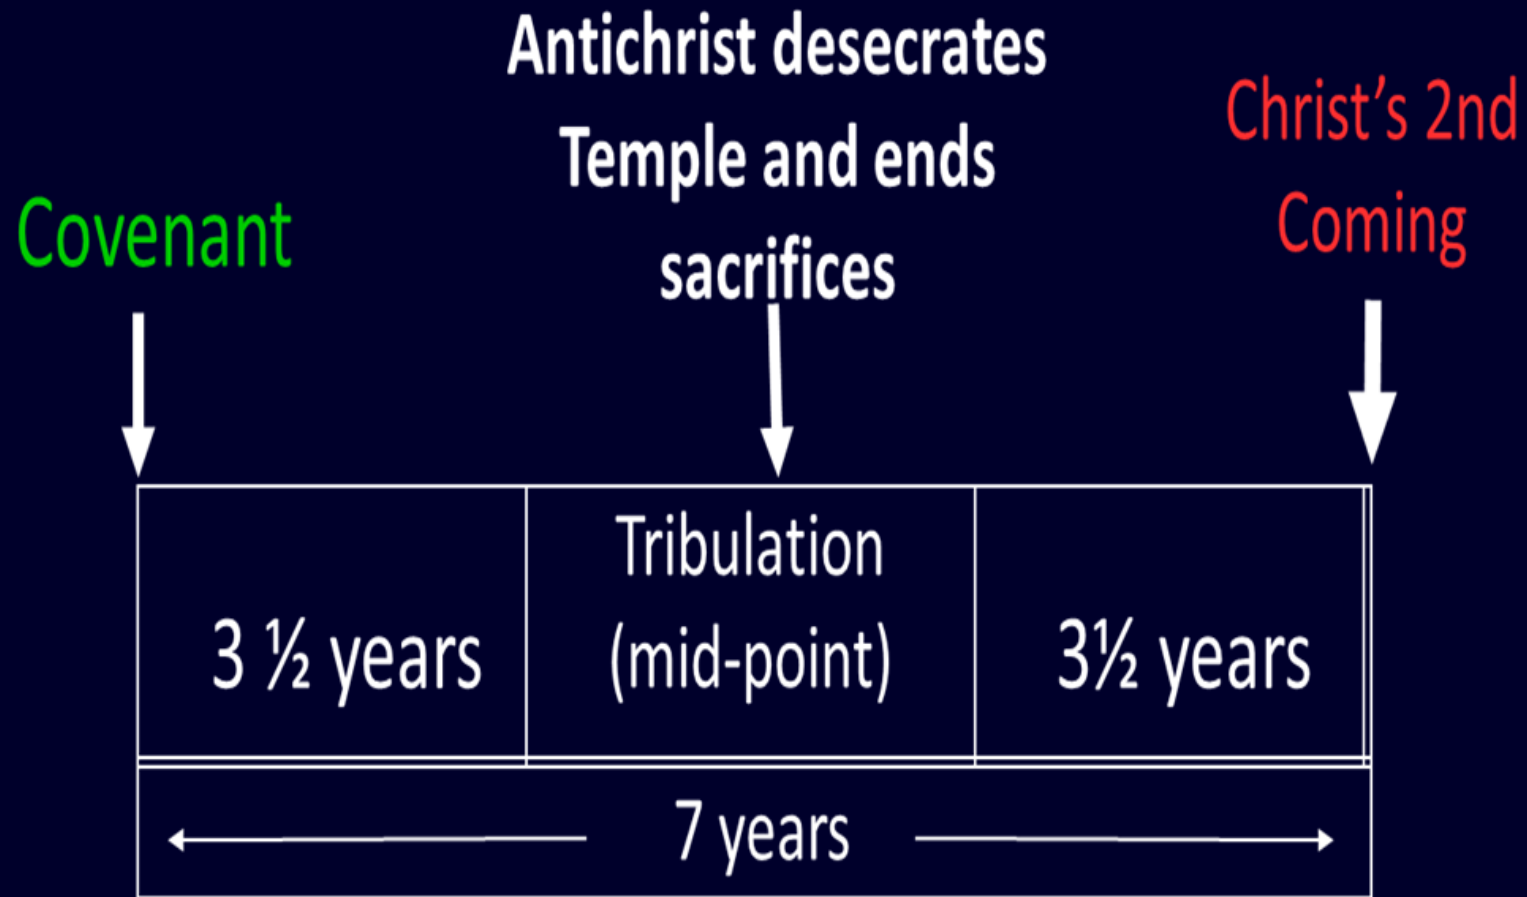 Antichrist desecrates
Temple and ends
sacrifices
Christ’s 2nd
Coming
Covenant
3 ½ years
Tribulation
(mid-point)
3½ years
7 years